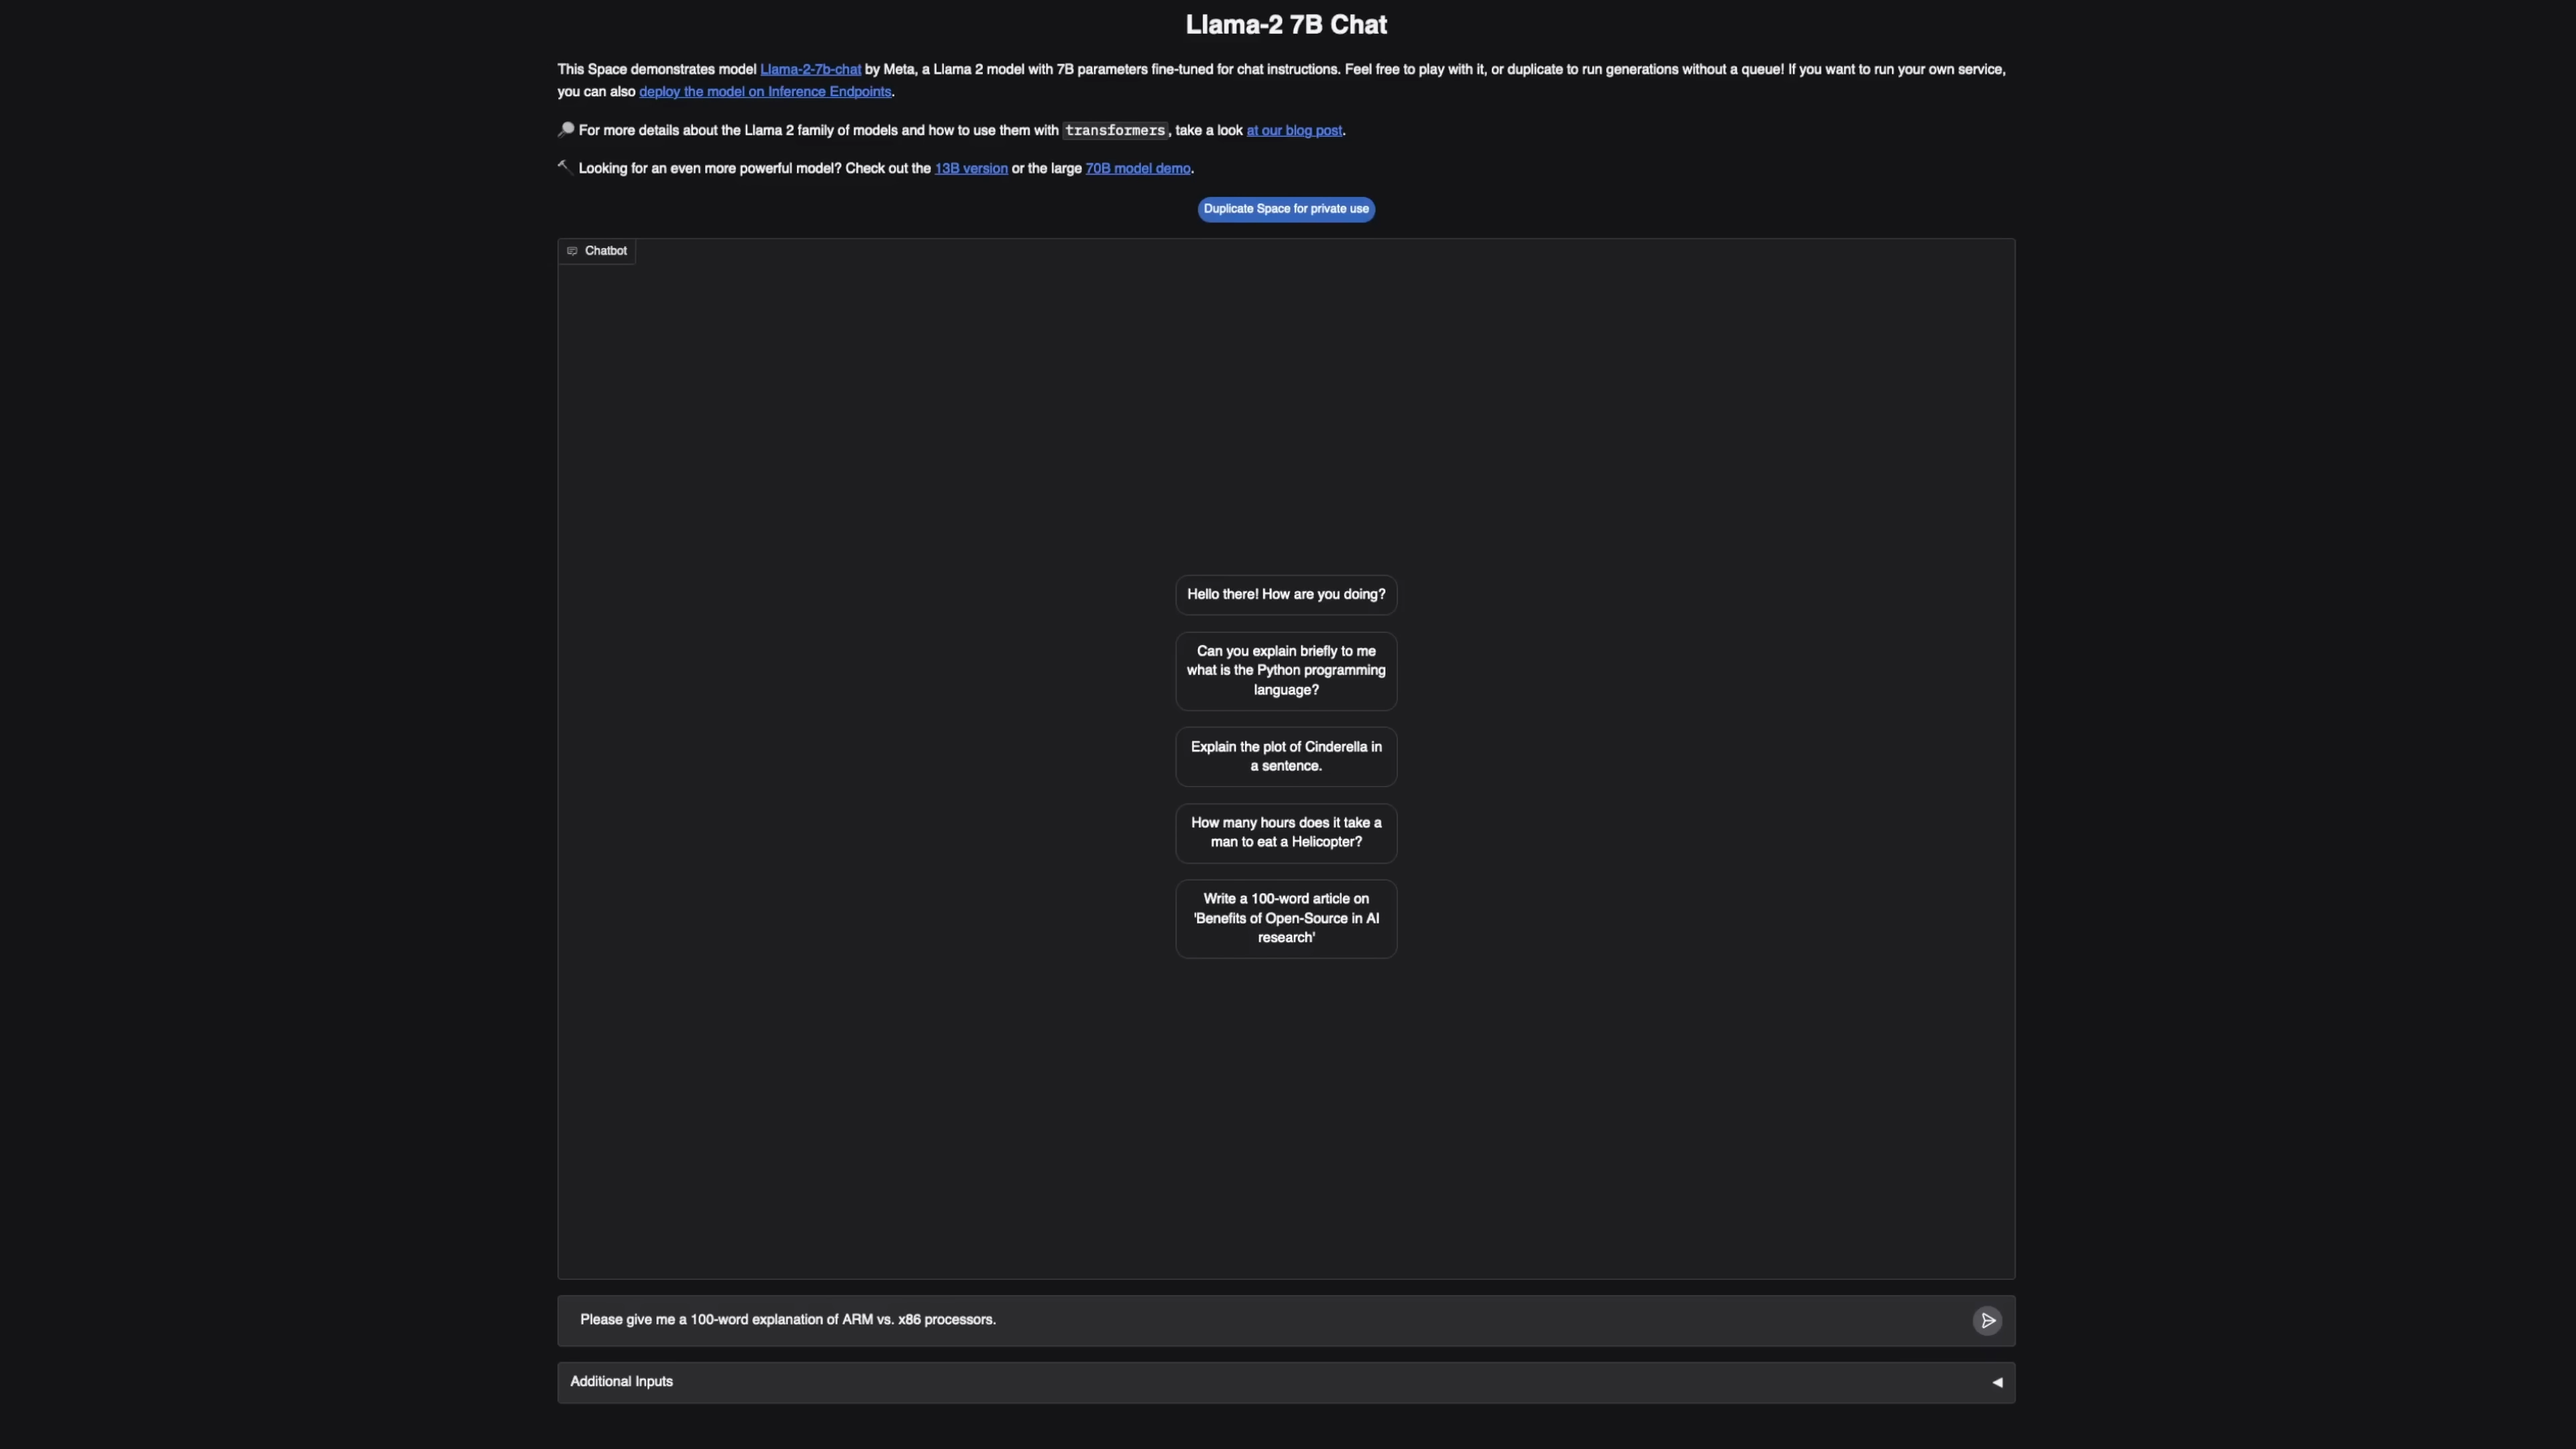 Llama-2 7B Chat
This Space demonstrates model Llama-2-7b-chat by Meta, a Llama 2 model with 7B parameters fine-tuned for chat instructions. Feel free to play with it, or duplicate to run generations without a queue! If you want to run your own service,
you can also deploy the model on Inference Endpoints.
🔎 For more details about the Llama 2 family of models and how to use them with transformers, take a look at our blog post.
🔨 Looking for an even more powerful model? Check out the 13B version or the large 70B model demo.
Duplicate Space for private use
Chatbot
Hello there! How are you doing?
Can you explain briefly to me
what is the Python programming
language?
Explain the plot of Cinderella in
a sentence.
How many hours does it take a
man to eat a Helicopter?
Write a 100-word article on
'Benefits of Open-Source in AI
research'
Please give me a 100-word explanation of ARM vs. x86 processors.
Additional Inputs